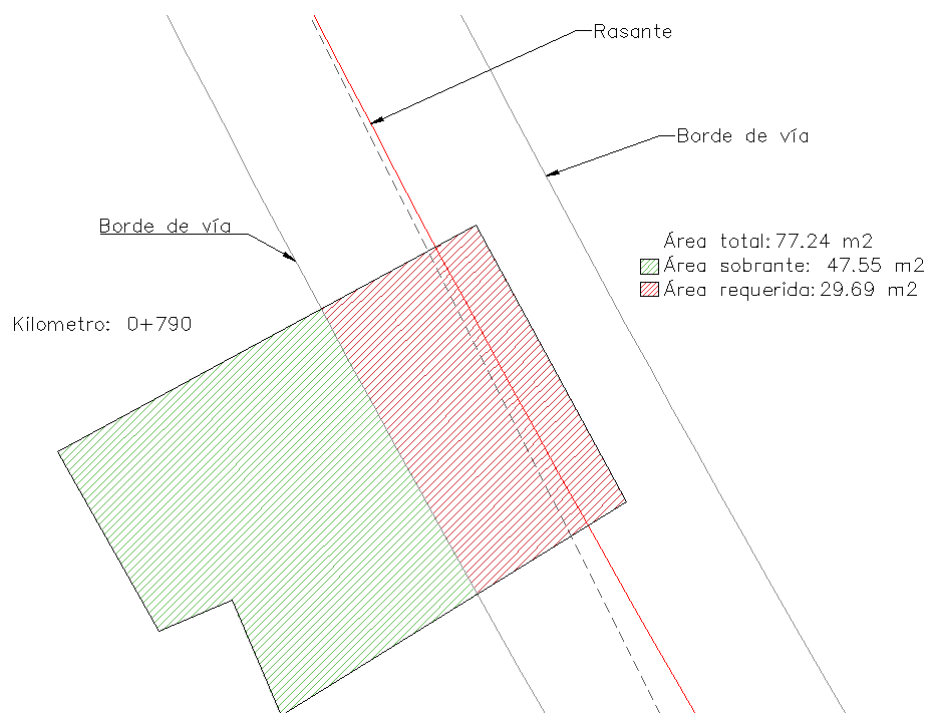 Rasante
Borde de vía
Borde de vía
Área total: 77.24 m2
Área sobrante: 47.55 m2
Área requerida: 29.69 m2
Kilometro: 0+790